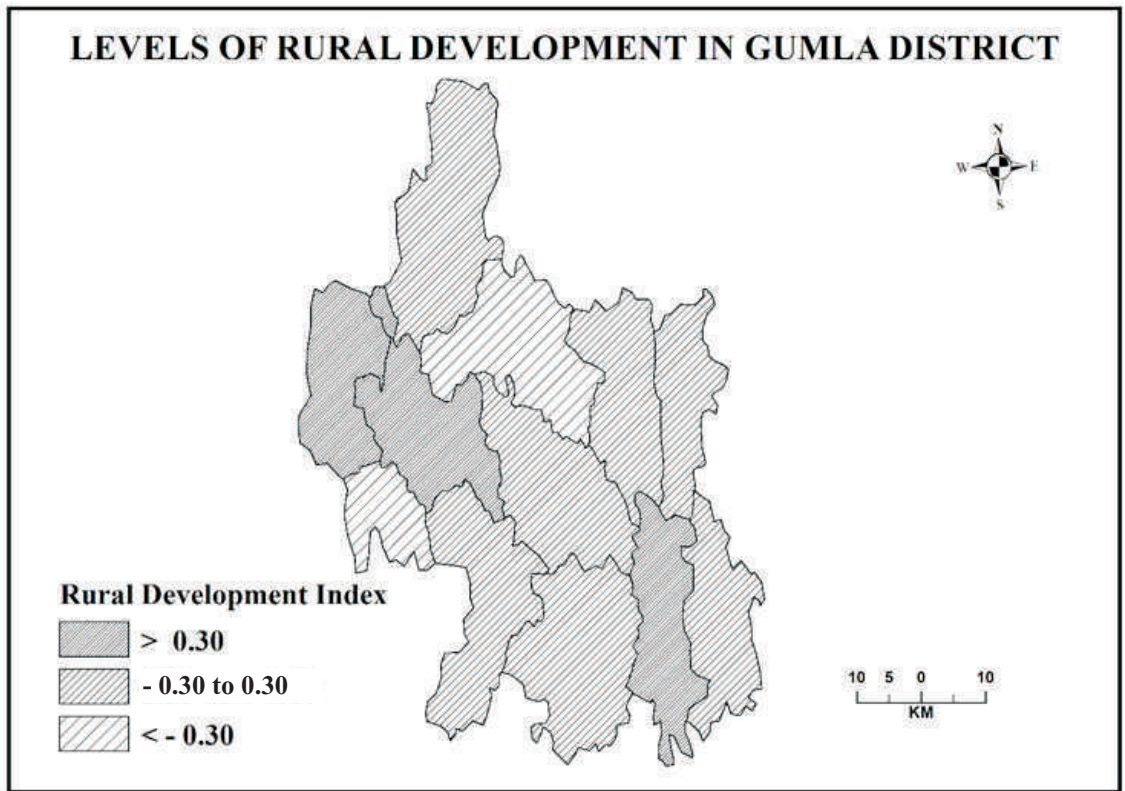 LEVELS OF RURAL DEVELOPMENT IN GUMLA DISTRICT
N
W E
S
Rural Development Index
> 0.30
- 0.30 to 0.30
< - 0.30
10 5 0 10
KM